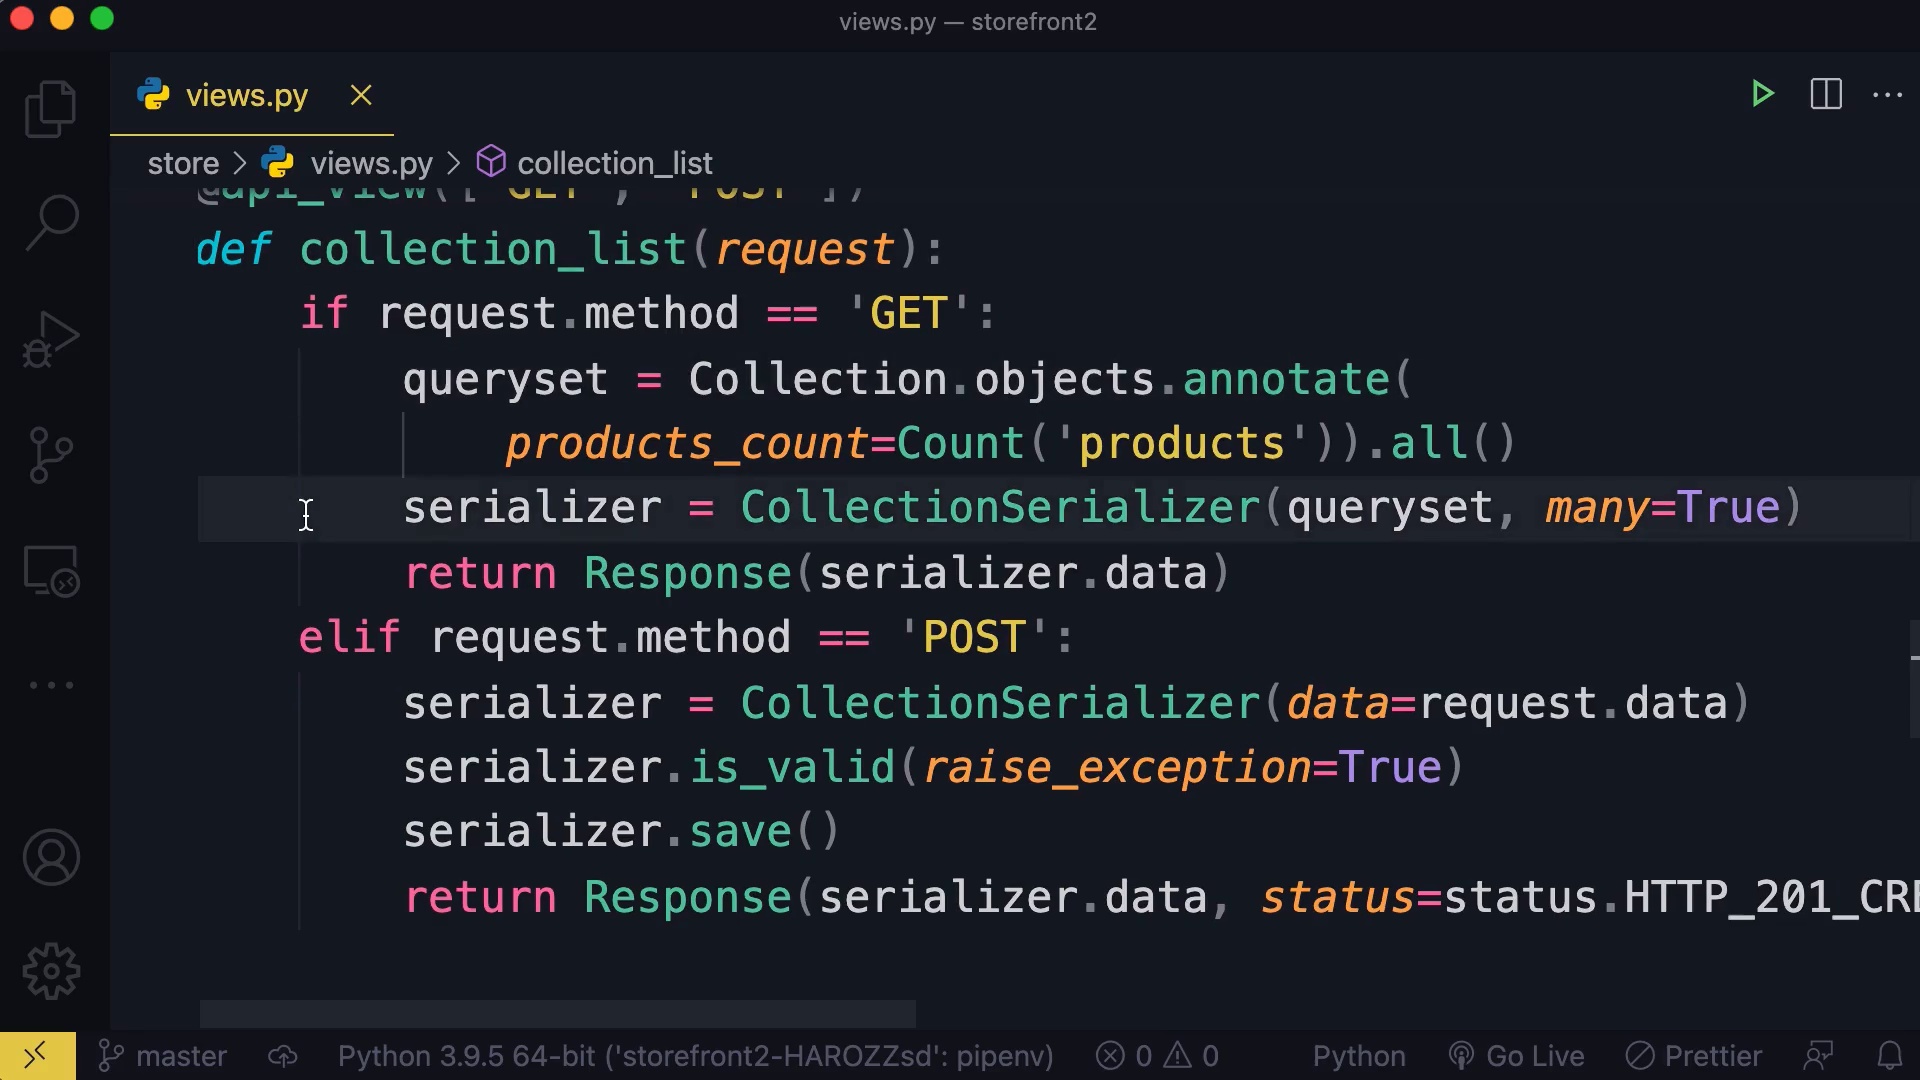 views.py — storefront2
views.py
store > views.py > collection_list
@api_view(['GET', 'POST'])
def collection_list(request):
if request.method == 'GET':
queryset = Collection.objects.annotate(
products_count=Count('products')).all()
serializer = CollectionSerializer(queryset, many=True)
return Response(serializer.data)
elif request.method == 'POST':
serializer = CollectionSerializer(data=request.data)
serializer.is_valid(raise_exception=True)
serializer.save()
return Response(serializer.data, status=status.HTTP_201_CRE
master Python 3.9.5 64-bit ('storefront2-HAROZZsd': pipenv) 0 0 Python Go Live Prettier